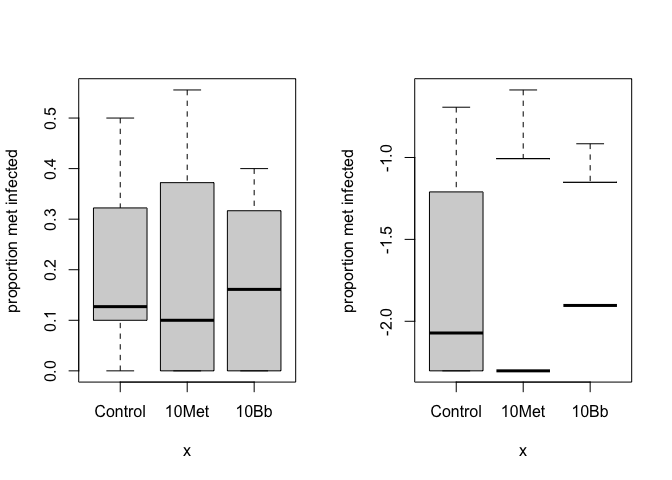 proportion met infected
0.5
0.4
0.3
0.2
0.1
0.0
Control 10Met 10Bb
x
proportion met infected
-1.0
-1.5
-2.0
Control 10Met 10Bb
x